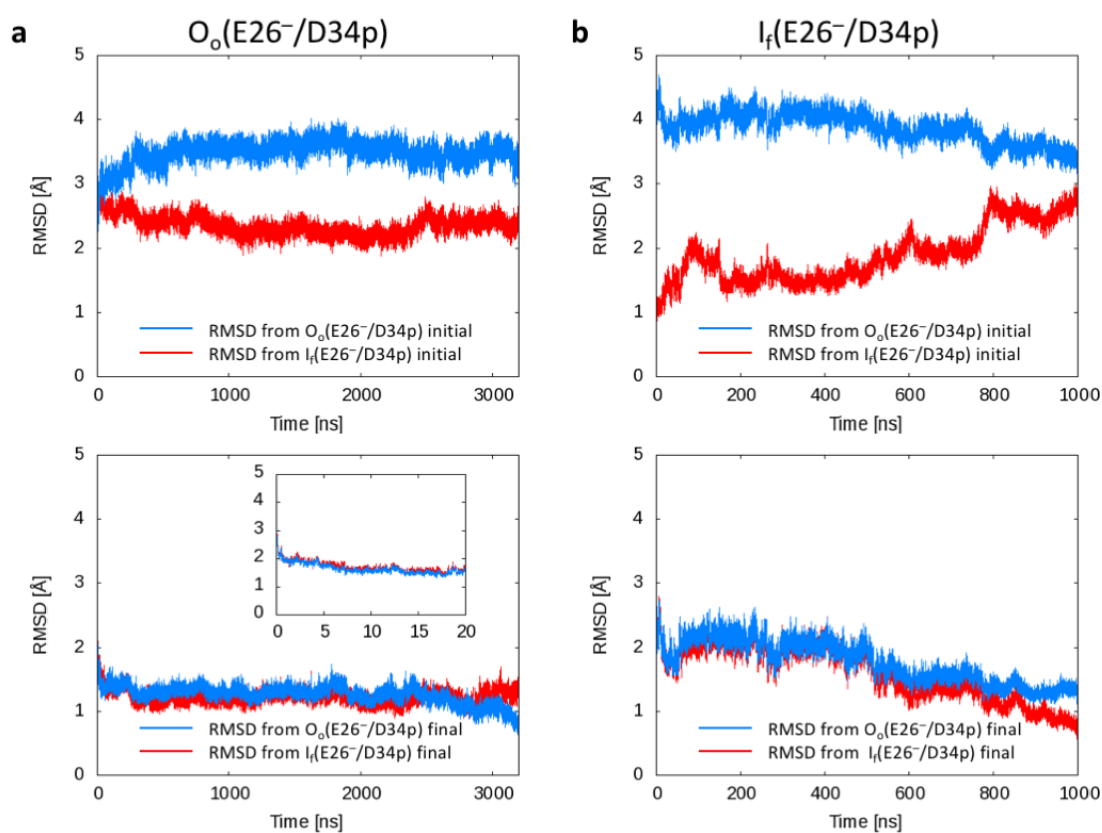 a
Oₒ(E26⁻/D34p)
5
4
3
2
1
0
RMSD [Å]
RMSD from Oₒ(E26⁻/D34p) initial
RMSD from I_f(E26⁻/D34p) initial
0
1000
2000
3000
Time [ns]
b
I_f(E26⁻/D34p)
5
4
3
2
1
0
RMSD [Å]
RMSD from Oₒ(E26⁻/D34p) initial
RMSD from I_f(E26⁻/D34p) initial
0
200
400
600
800
1000
Time [ns]
5
4
3
2
1
0
RMSD [Å]
5
4
3
2
1
0
0
5
10
15
20
RMSD from Oₒ(E26⁻/D34p) final
RMSD from I_f(E26⁻/D34p) final
0
1000
2000
3000
Time [ns]
5
4
3
2
1
0
RMSD [Å]
RMSD from Oₒ(E26⁻/D34p) final
RMSD from I_f(E26⁻/D34p) final
0
200
400
600
800
1000
Time [ns]